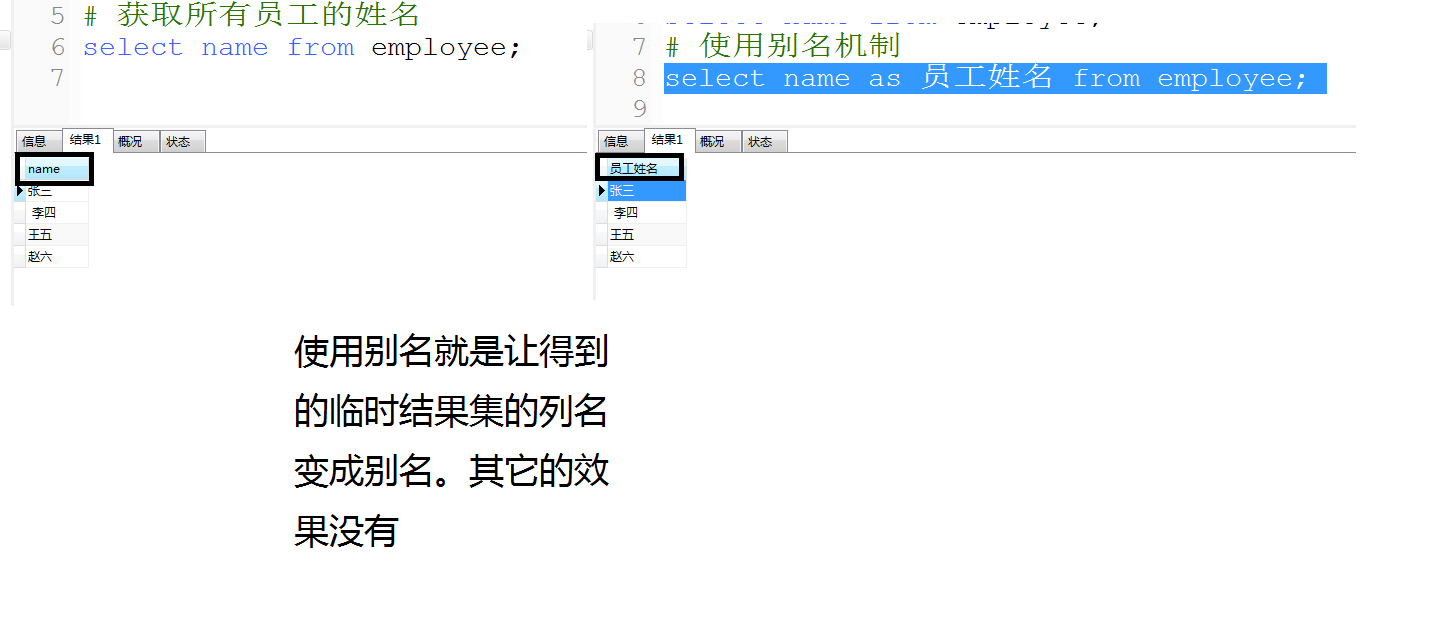 5 # 获取所有员工的姓名
6 select name from employee;
7
信息 结果1 概况 状态
name
张三
李四
王五
赵六
7 # 使用别名机制
8 select name as 员工姓名 from employee;
9
信息 结果1 概况 状态
员工姓名
张三
李四
王五
赵六
使用别名就是让得到
的临时结果集的列名
变成别名。其它的效
果没有